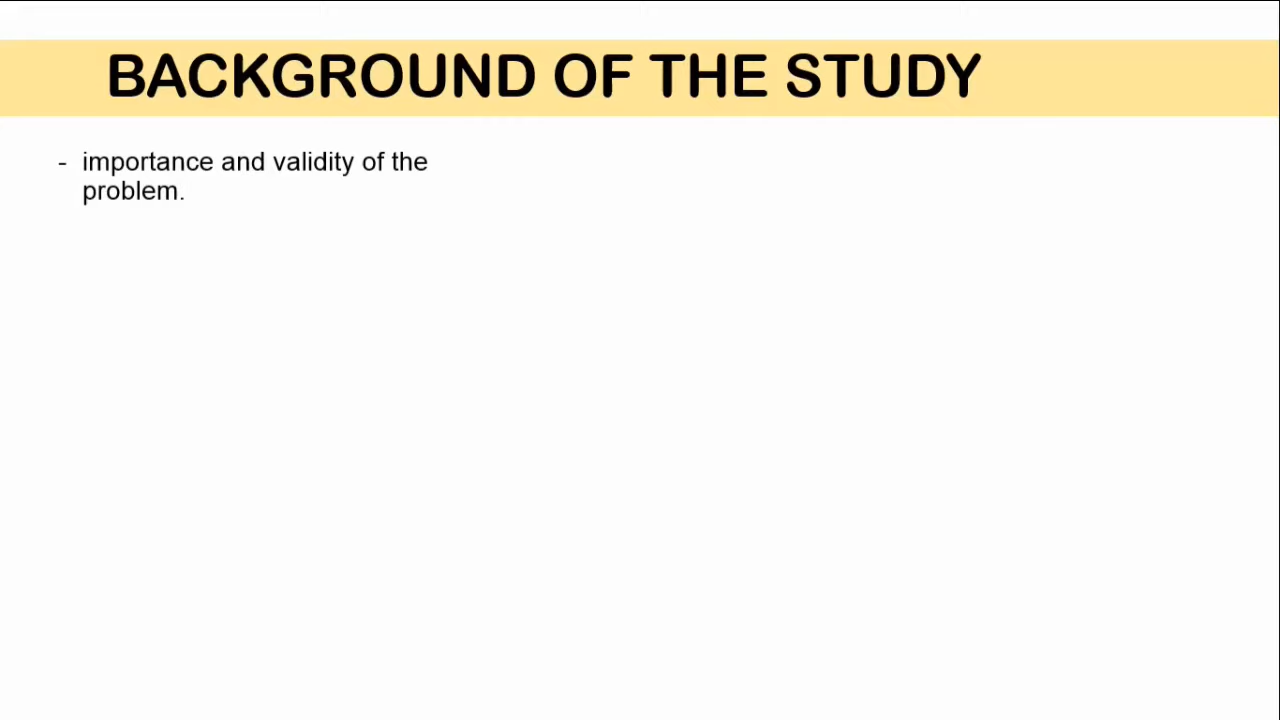 BACKGROUND OF THE STUDY
- importance and validity of the
problem.